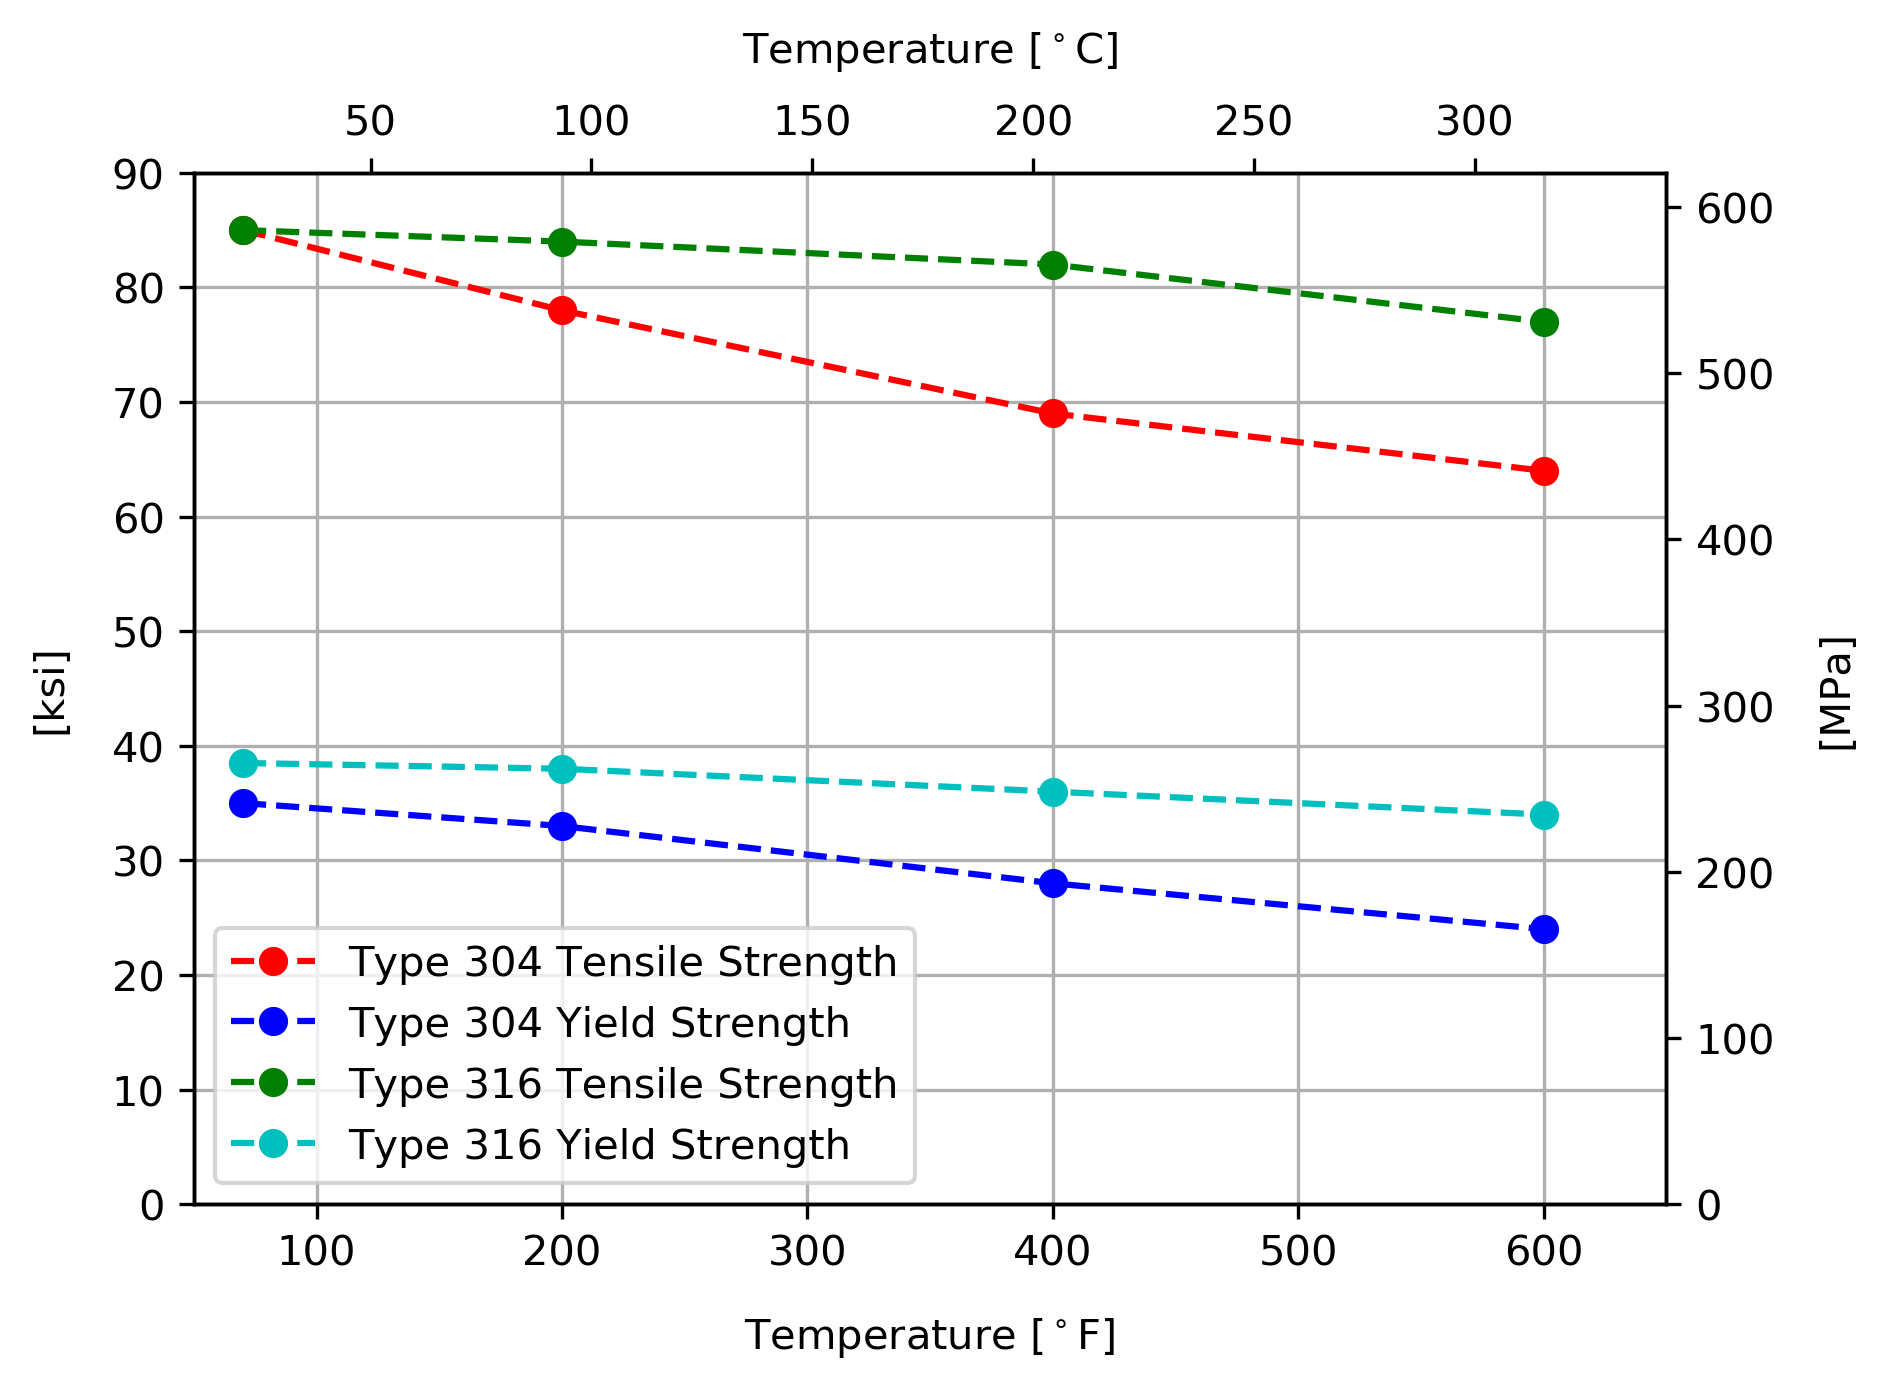 Temperature [°C]
50 100 150 200 250 300
90
80
70
60
50
40
30
20
10
0
[ksi]
600
500
400
300
200
100
0
[MPa]
Type 304 Tensile Strength
Type 304 Yield Strength
Type 316 Tensile Strength
Type 316 Yield Strength
100 200 300 400 500 600
Temperature [°F]